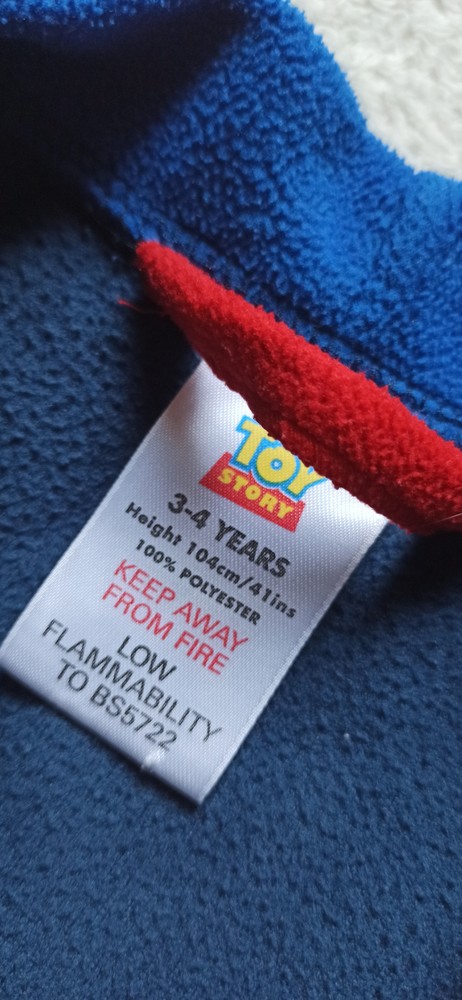 TOY
STORY
3-4 YEARS
Height 104cm/41ins
100% POLYESTER
KEEP AWAY
FROM FIRE
LOW
FLAMMABILITY
TO BS5722